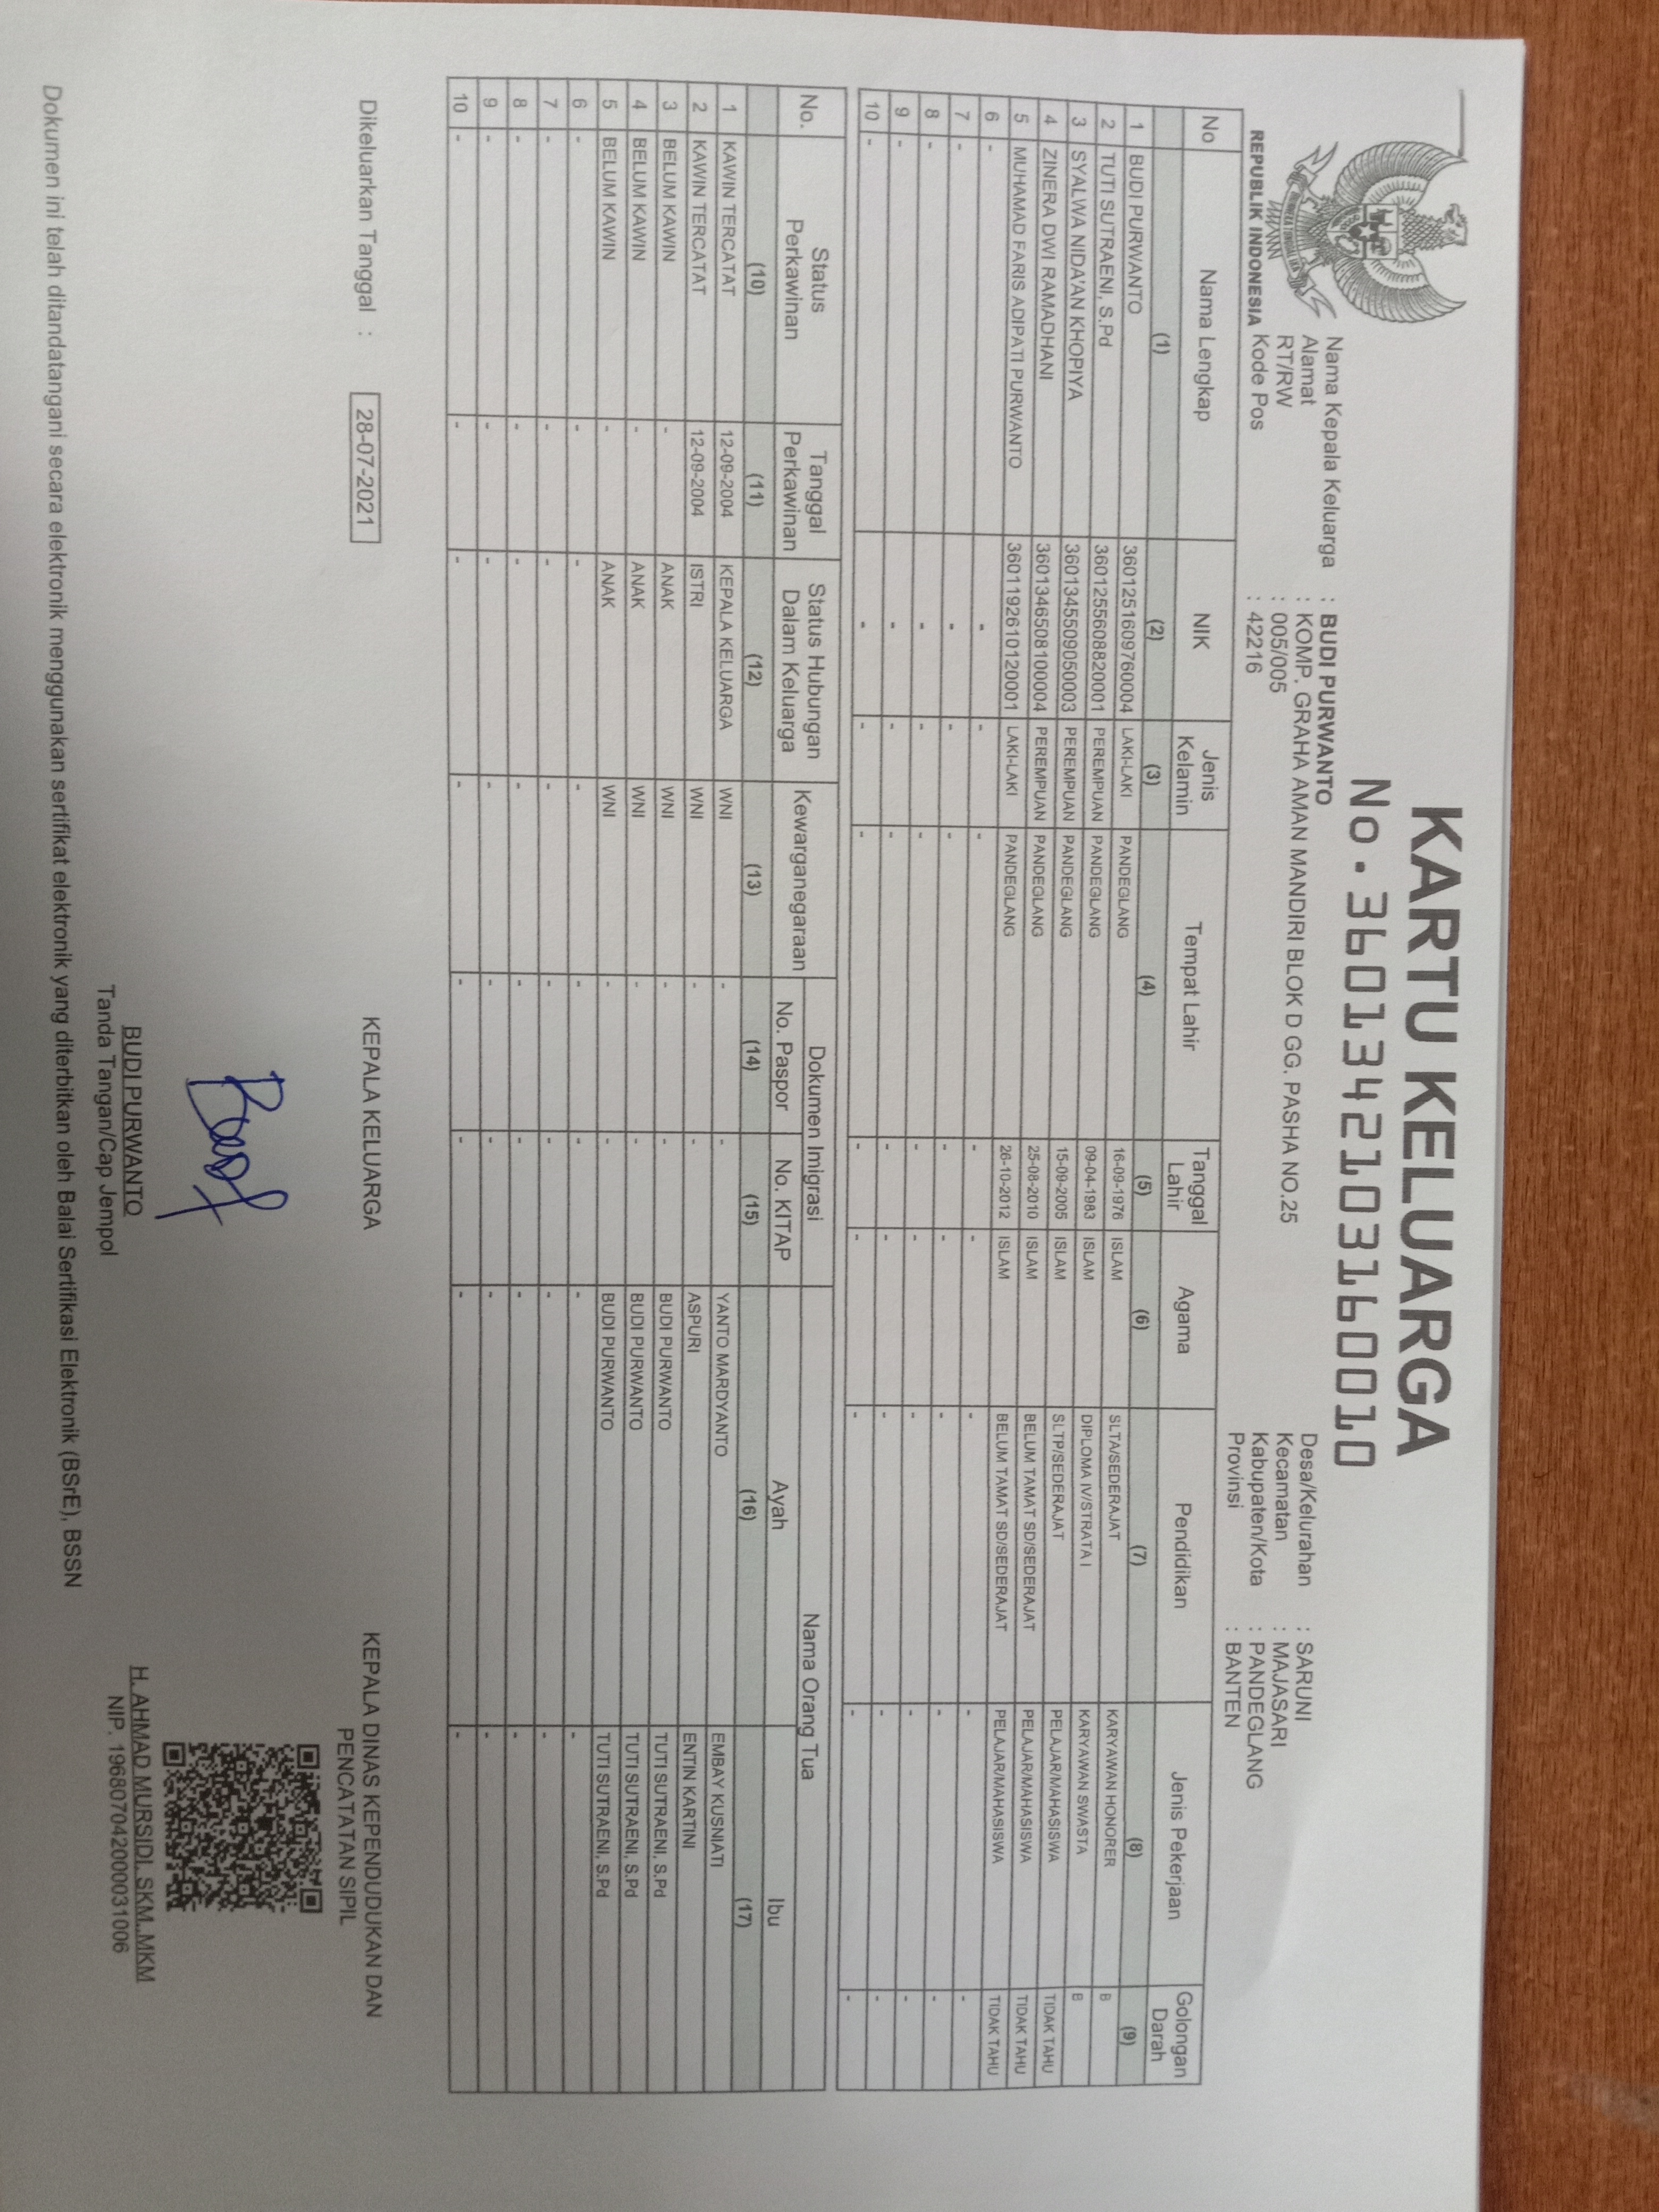 KARTU KELUARGA
No. 3601342103160010
REPUBLIK INDONESIA
Nama Kepala Keluarga : BUDI PURWANTO
Alamat : KOMP. GRAHA AMAN MANDIRI BLOK D GG. PASHA NO.25
RT/RW : 005/005
Kode Pos : 42216
Desa/Kelurahan : SARUNI
Kecamatan : MAJASARI
Kabupaten/Kota : PANDEGLANG
Provinsi : BANTEN
No Nama Lengkap NIK Jenis Kelamin Tempat Lahir Tanggal Lahir Agama Pendidikan Jenis Pekerjaan Golongan Darah
(1) (2) (3) (4) (5) (6) (7) (8) (9)
1 BUDI PURWANTO 3601251609760004 LAKI-LAKI PANDEGLANG 16-09-1976 ISLAM SLTA/SEDERAJAT KARYAWAN HONORER B
2 TUTI SUTRAENI, S.Pd 3601255608820001 PEREMPUAN PANDEGLANG 09-04-1983 ISLAM DIPLOMA IV/STRATA I KARYAWAN SWASTA B
3 SYALWA NIDA'AN KHOPIYA 3601345509050003 PEREMPUAN PANDEGLANG 15-09-2005 ISLAM SLTP/SEDERAJAT PELAJAR/MAHASISWA TIDAK TAHU
4 ZINERA DWI RAMADHANI 3601346508100004 PEREMPUAN PANDEGLANG 25-08-2010 ISLAM BELUM TAMAT SD/SEDERAJAT PELAJAR/MAHASISWA TIDAK TAHU
5 MUHAMAD FARIS ADIPATI PURWANTO 3601192610120001 LAKI-LAKI PANDEGLANG 26-10-2012 ISLAM BELUM TAMAT SD/SEDERAJAT PELAJAR/MAHASISWA TIDAK TAHU
6 - - - - - - - - -
7 - - - - - - - - -
8 - - - - - - - - -
9 - - - - - - - - -
10 - - - - - - - - -
No. Status Perkawinan Tanggal Perkawinan Status Hubungan Dalam Keluarga Kewarganegaraan Dokumen Imigrasi Nama Orang Tua
No. Paspor No. KITAP Ayah Ibu
(10) (11) (12) (13) (14) (15) (16) (17)
1 KAWIN TERCATAT 12-09-2004 KEPALA KELUARGA WNI - - YANTO MARDYANTO EMBAY KUSNIATI
2 KAWIN TERCATAT 12-09-2004 ISTRI WNI - - ASPURI ENTIN KARTINI
3 BELUM KAWIN - ANAK WNI - - BUDI PURWANTO TUTI SUTRAENI, S.Pd
4 BELUM KAWIN - ANAK WNI - - BUDI PURWANTO TUTI SUTRAENI, S.Pd
5 BELUM KAWIN - ANAK WNI - - BUDI PURWANTO TUTI SUTRAENI, S.Pd
6 - - - - - - - -
7 - - - - - - - -
8 - - - - - - - -
9 - - - - - - - -
10 - - - - - - - -
Dikeluarkan Tanggal : 28-07-2021
KEPALA KELUARGA
BUDI PURWANTO
Tanda Tangan/Cap Jempol
KEPALA DINAS KEPENDUDUKAN DAN
PENCATATAN SIPIL
H. AHMAD MURSIDI, SKM.,MKM
NIP. 196807042000031006
Dokumen ini telah ditandatangani secara elektronik menggunakan sertifikat elektronik yang diterbitkan oleh Balai Sertifikasi Elektronik (BSrE), BSSN